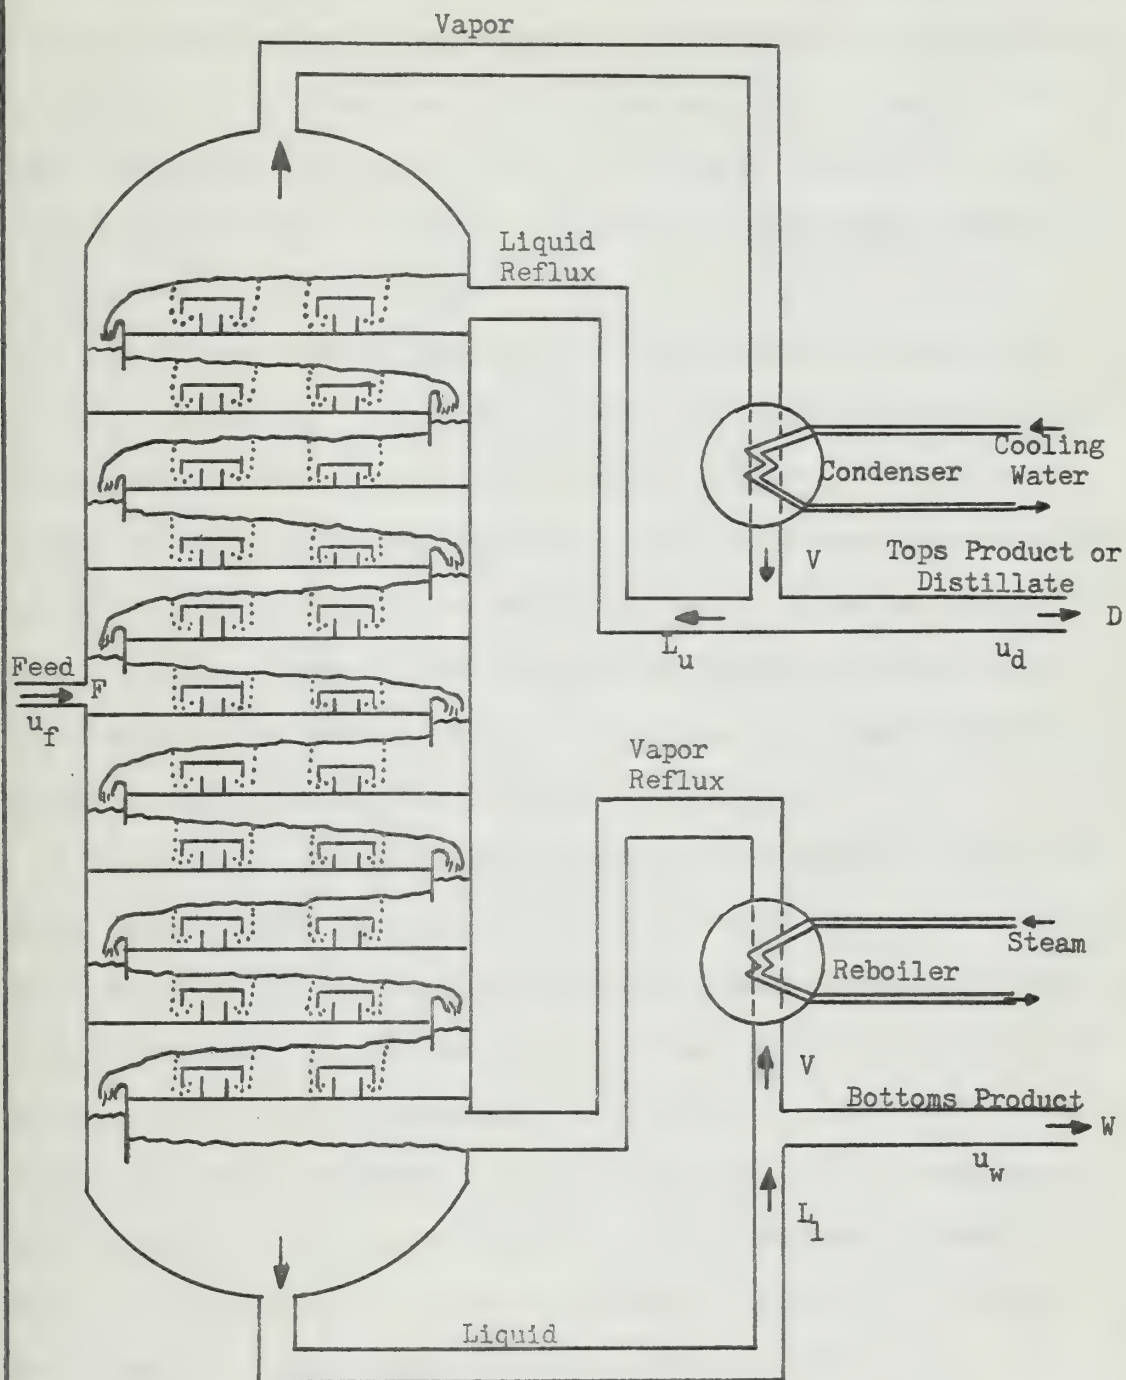 Vapor
Liquid
Reflux
Cooling
Water
Condenser
V
Tops Product or
Distillate
D
L_u
u_d
Feed
F
u_f
Vapor
Reflux
Steam
Reboiler
V
Bottoms Product
W
u_w
L_1
Liquid